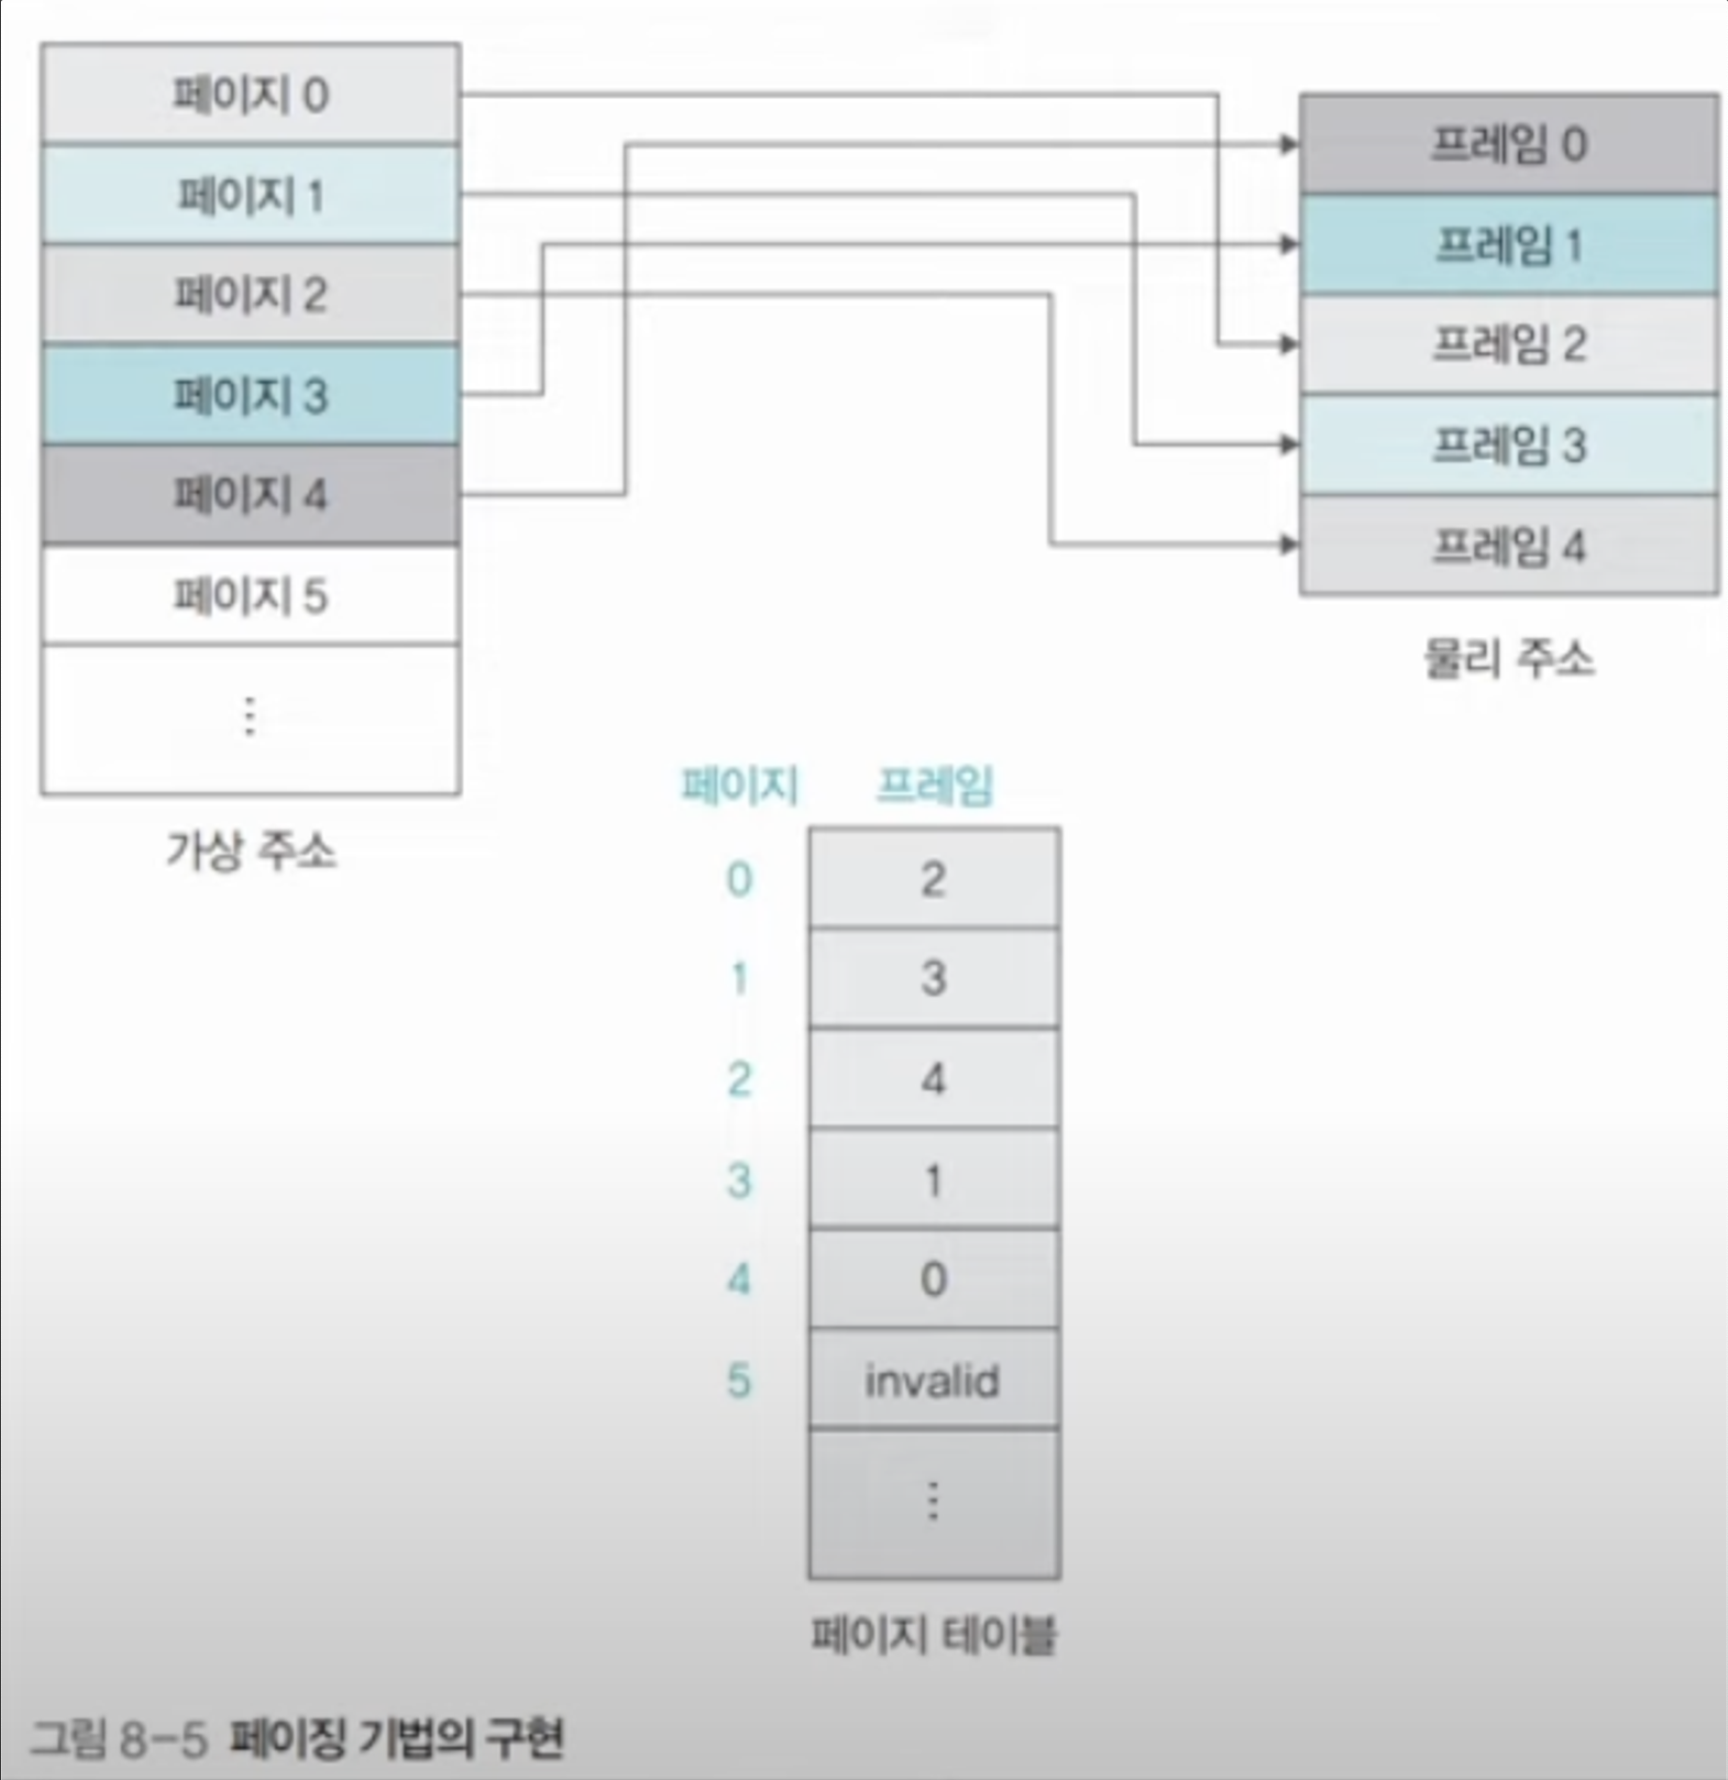 페이지 0
페이지 1
페이지 2
페이지 3
페이지 4
페이지 5
⋮
가상 주소
프레임 0
프레임 1
프레임 2
프레임 3
프레임 4
물리 주소
페이지 프레임
0 2
1 3
2 4
3 1
4 0
5 invalid
⋮
페이지 테이블
그림 8-5 페이징 기법의 구현